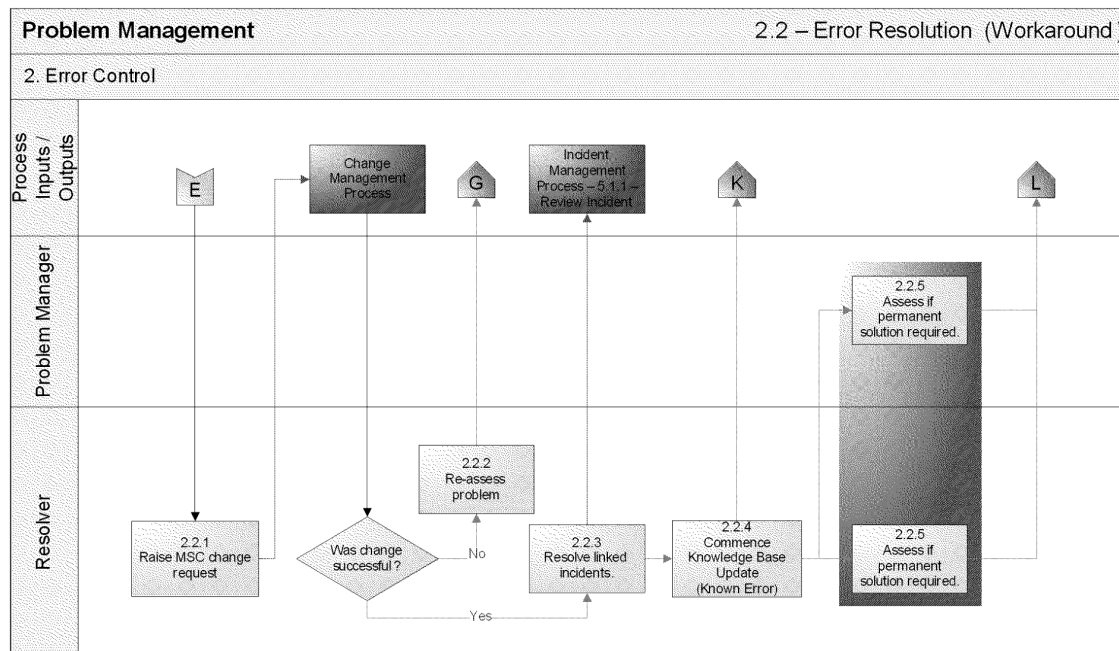 Problem Management
2.2 – Error Resolution (Workaround )
2. Error Control
Process
Inputs /
Outputs
E
Change
Management
Process
G
Incident
Management
Process – 5.1.1 –
Review Incident
K
L
Problem Manager
2.2.5
Assess if
permanent
solution required.
Resolver
2.2.1
Raise MSC change
request
Was change
successful ?
No
Yes
2.2.2
Re-assess
problem
2.2.3
Resolve linked
incidents.
2.2.4
Commence
Knowledge Base
Update
(Known Error)
2.2.5
Assess if
permanent
solution required.